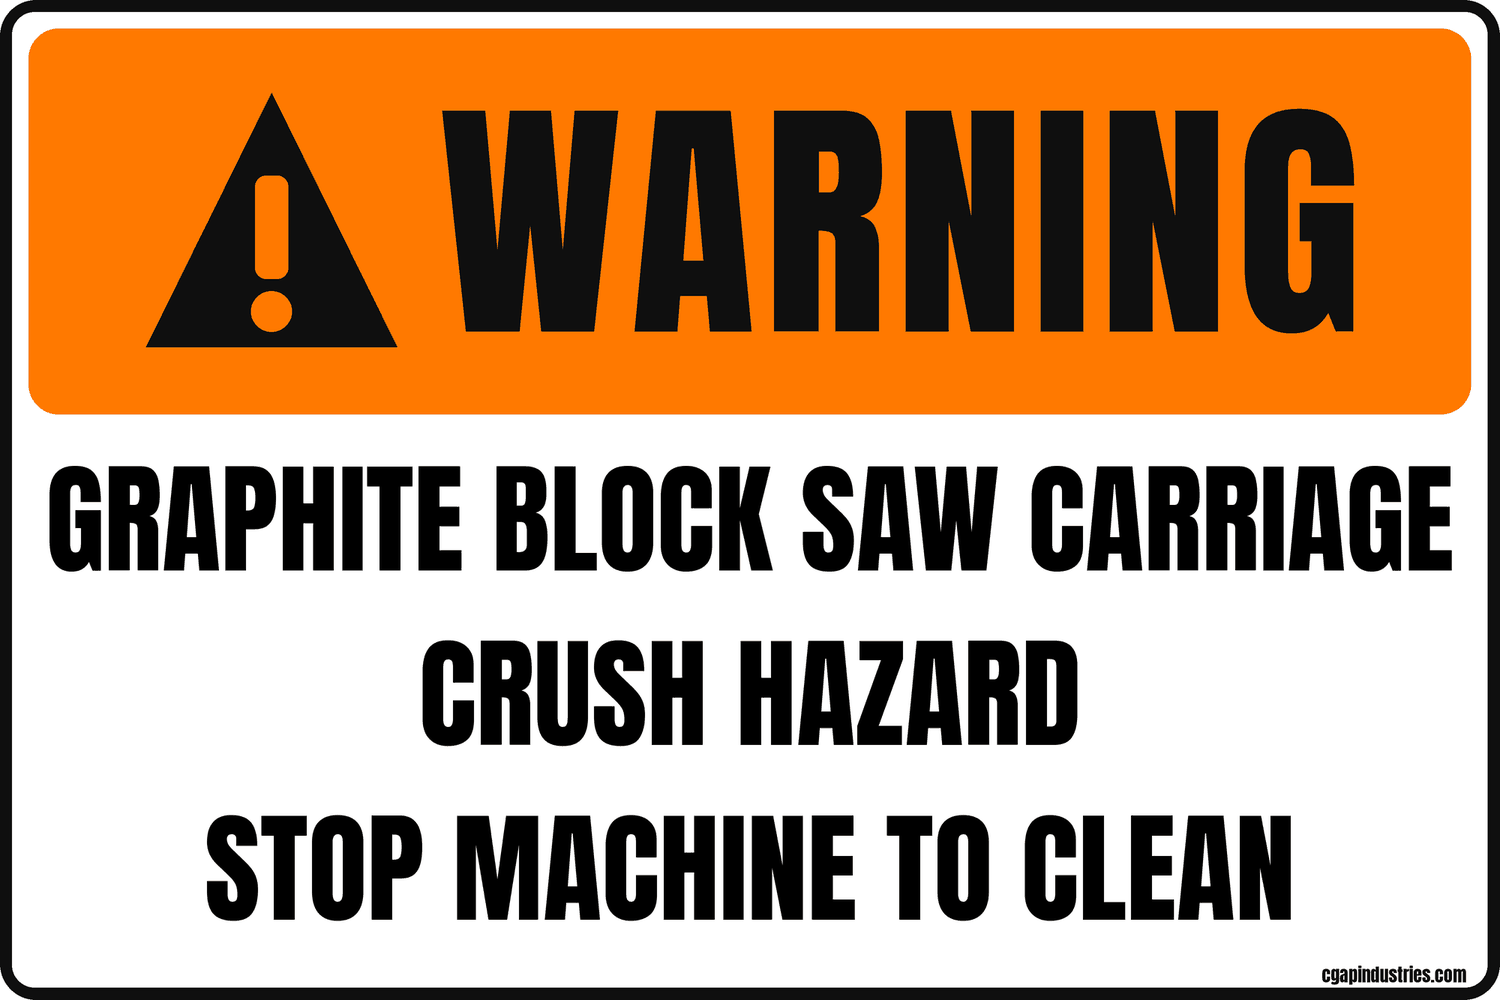 WARNING
GRAPHITE BLOCK SAW CARRIAGE
CRUSH HAZARD
STOP MACHINE TO CLEAN
cgapindustries.com